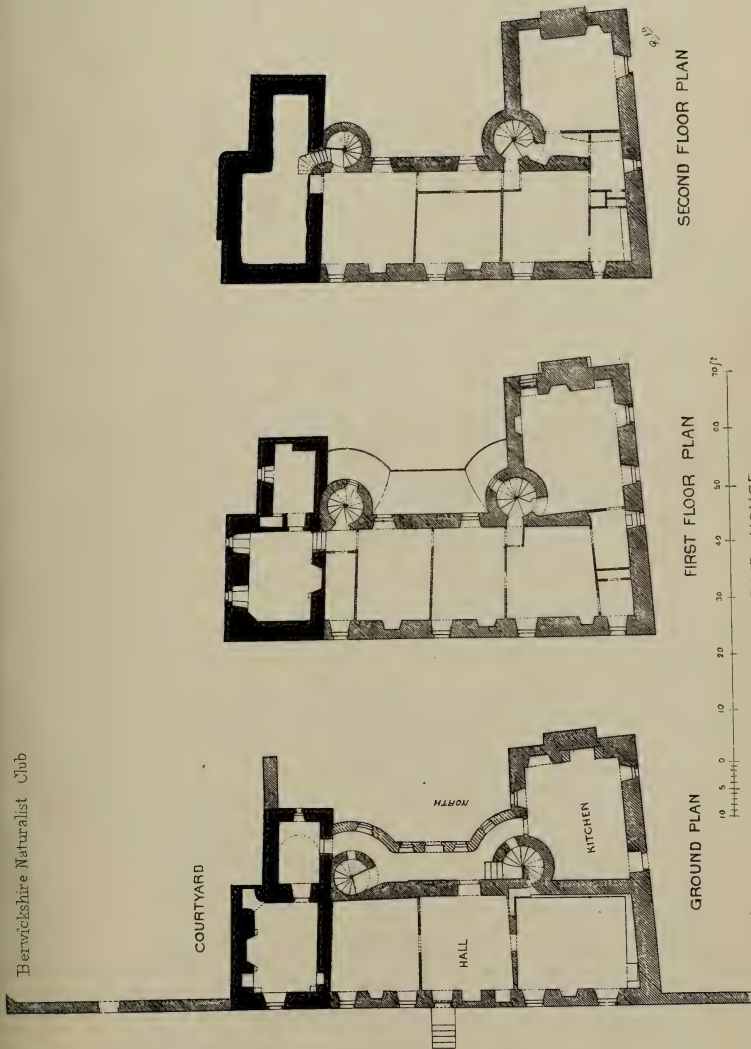 Berwickshire Naturalist Club
COURTYARD
HALL
NORTH
KITCHEN
GROUND PLAN
FIRST FLOOR PLAN
SECOND FLOOR PLAN
10 5 0 10 20 30 40 50 60 70 ft